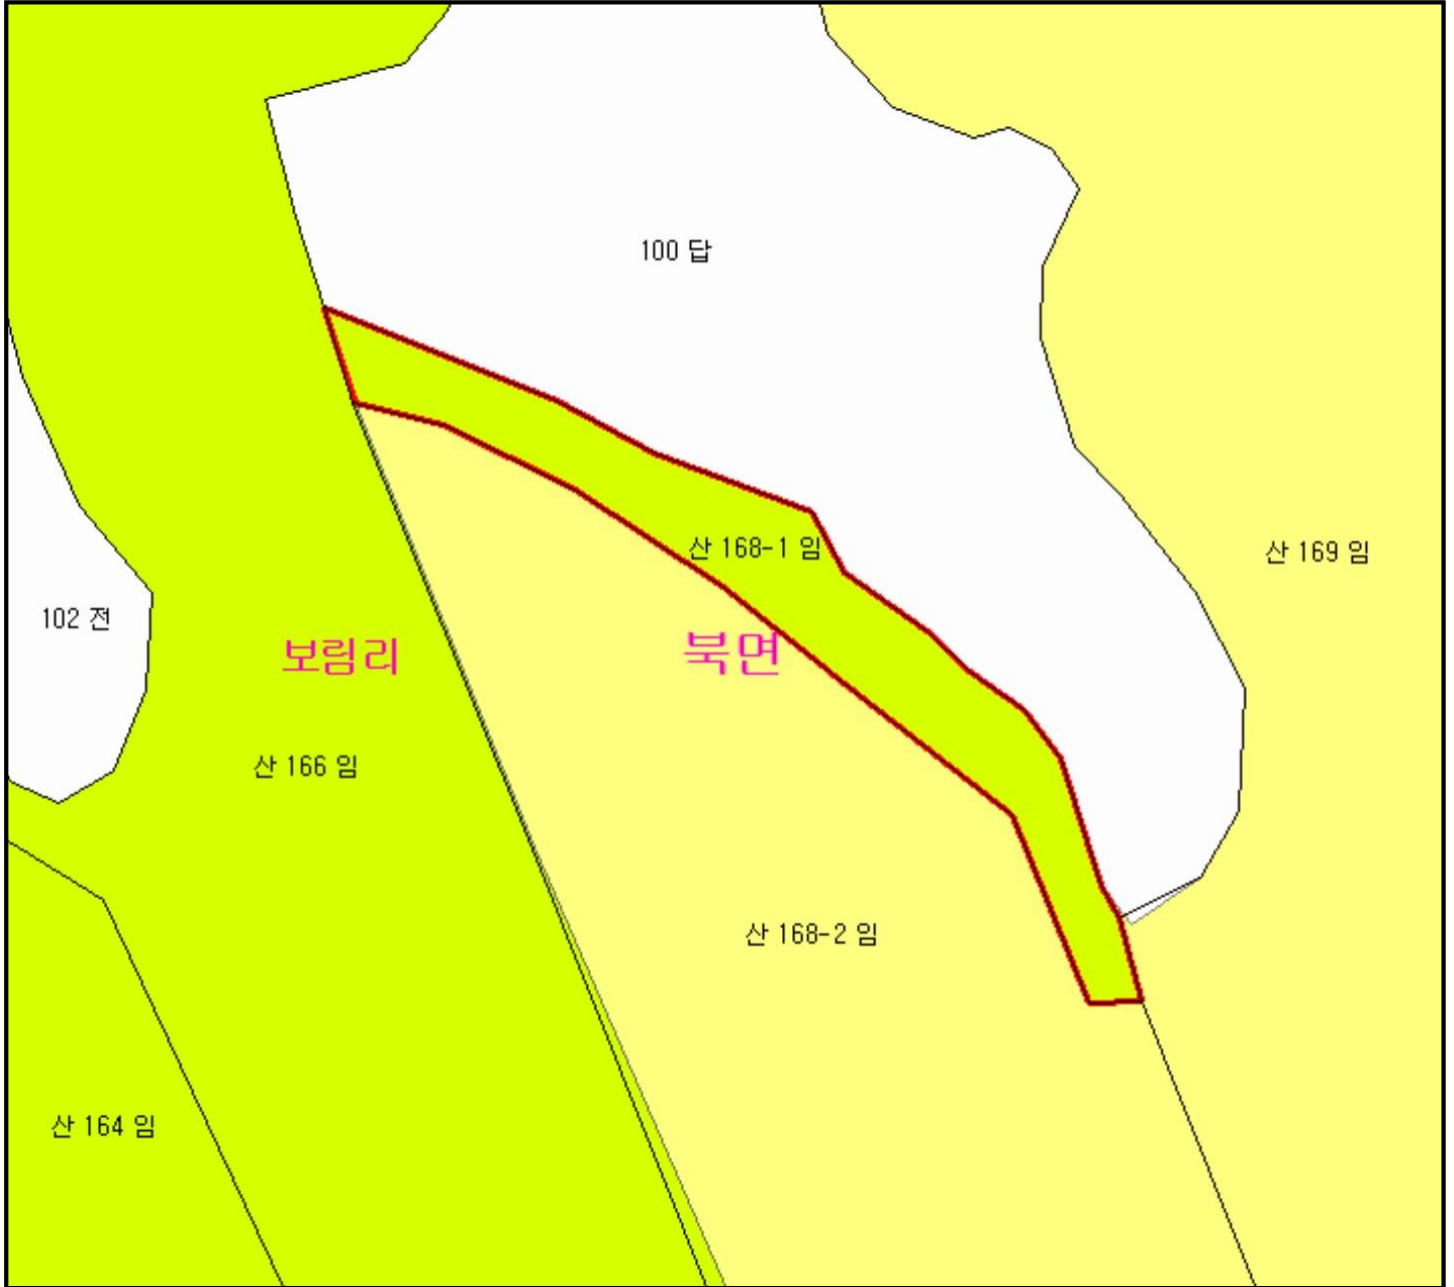 100 답
산 168-1 임
산 169 임
102 전
보림리
북면
산 166 임
산 168-2 임
산 164 임